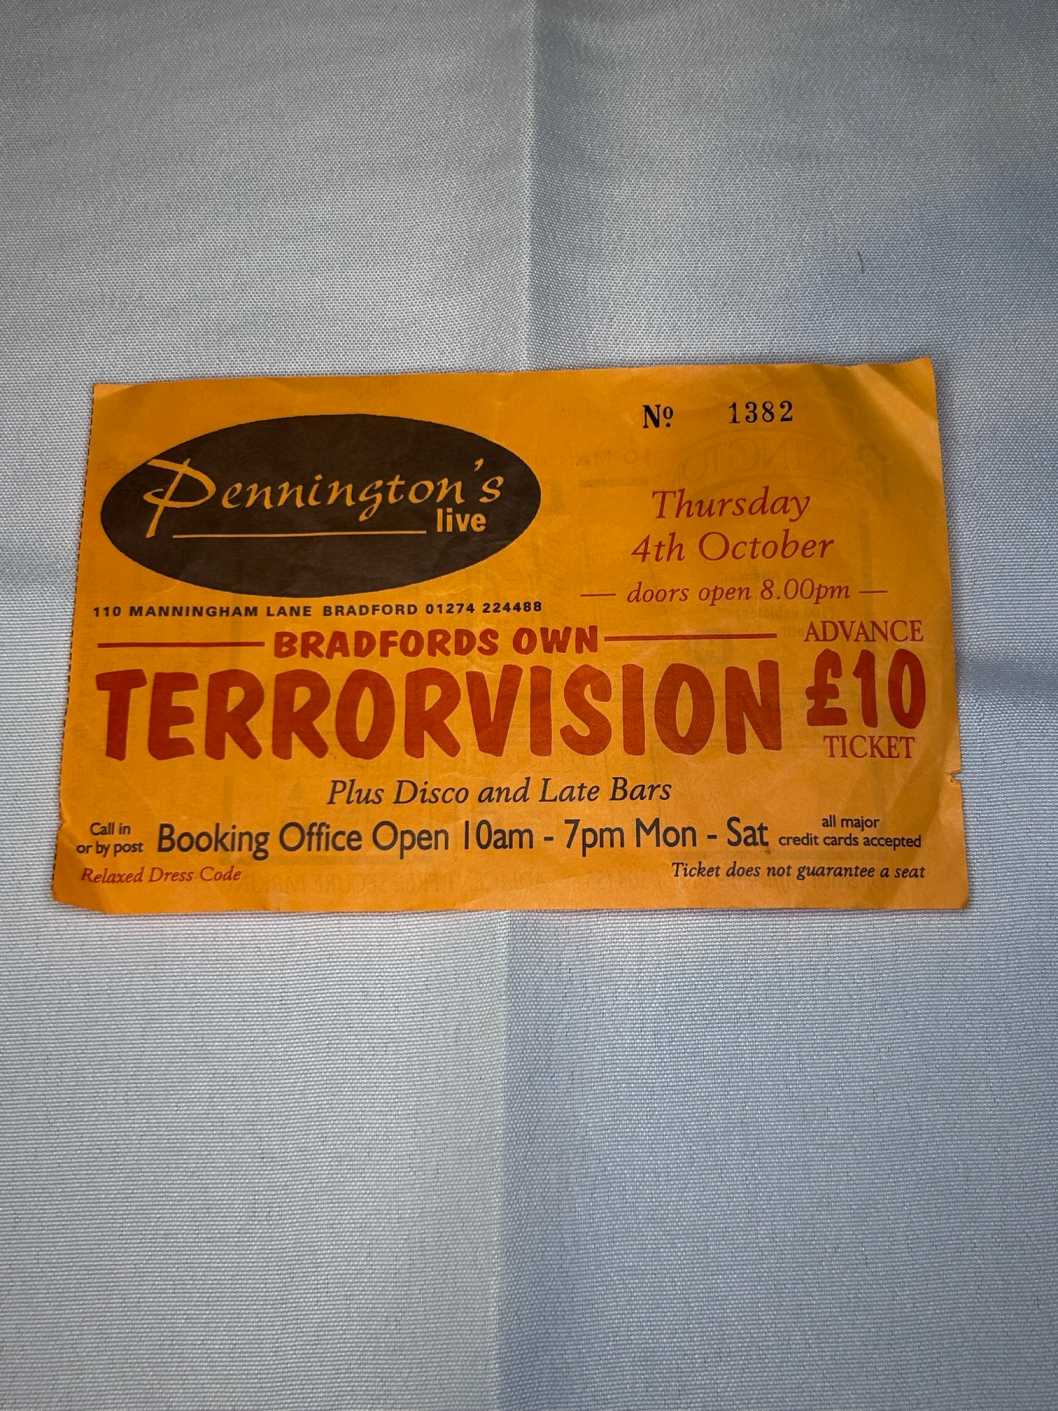 Nº 1382
Pennington's
live
110 MANNINGHAM LANE BRADFORD 01274 224488
Thursday
4th October
— doors open 8.00pm —
BRADFORDS OWN
TERRORVISION
ADVANCE
£10
TICKET
Plus Disco and Late Bars
Call in
or by post
Booking Office Open 10am - 7pm Mon - Sat
all major
credit cards accepted
Relaxed Dress Code
Ticket does not guarantee a seat